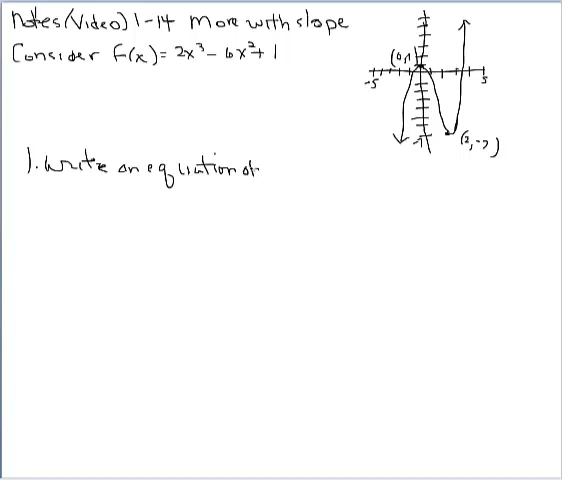 Notes(Video) 1-14 More with slope
Consider f(x)= 2x³ - 6x² + 1
(0,1)
-5
5
-7
(2,-7)
1. Write an equation of